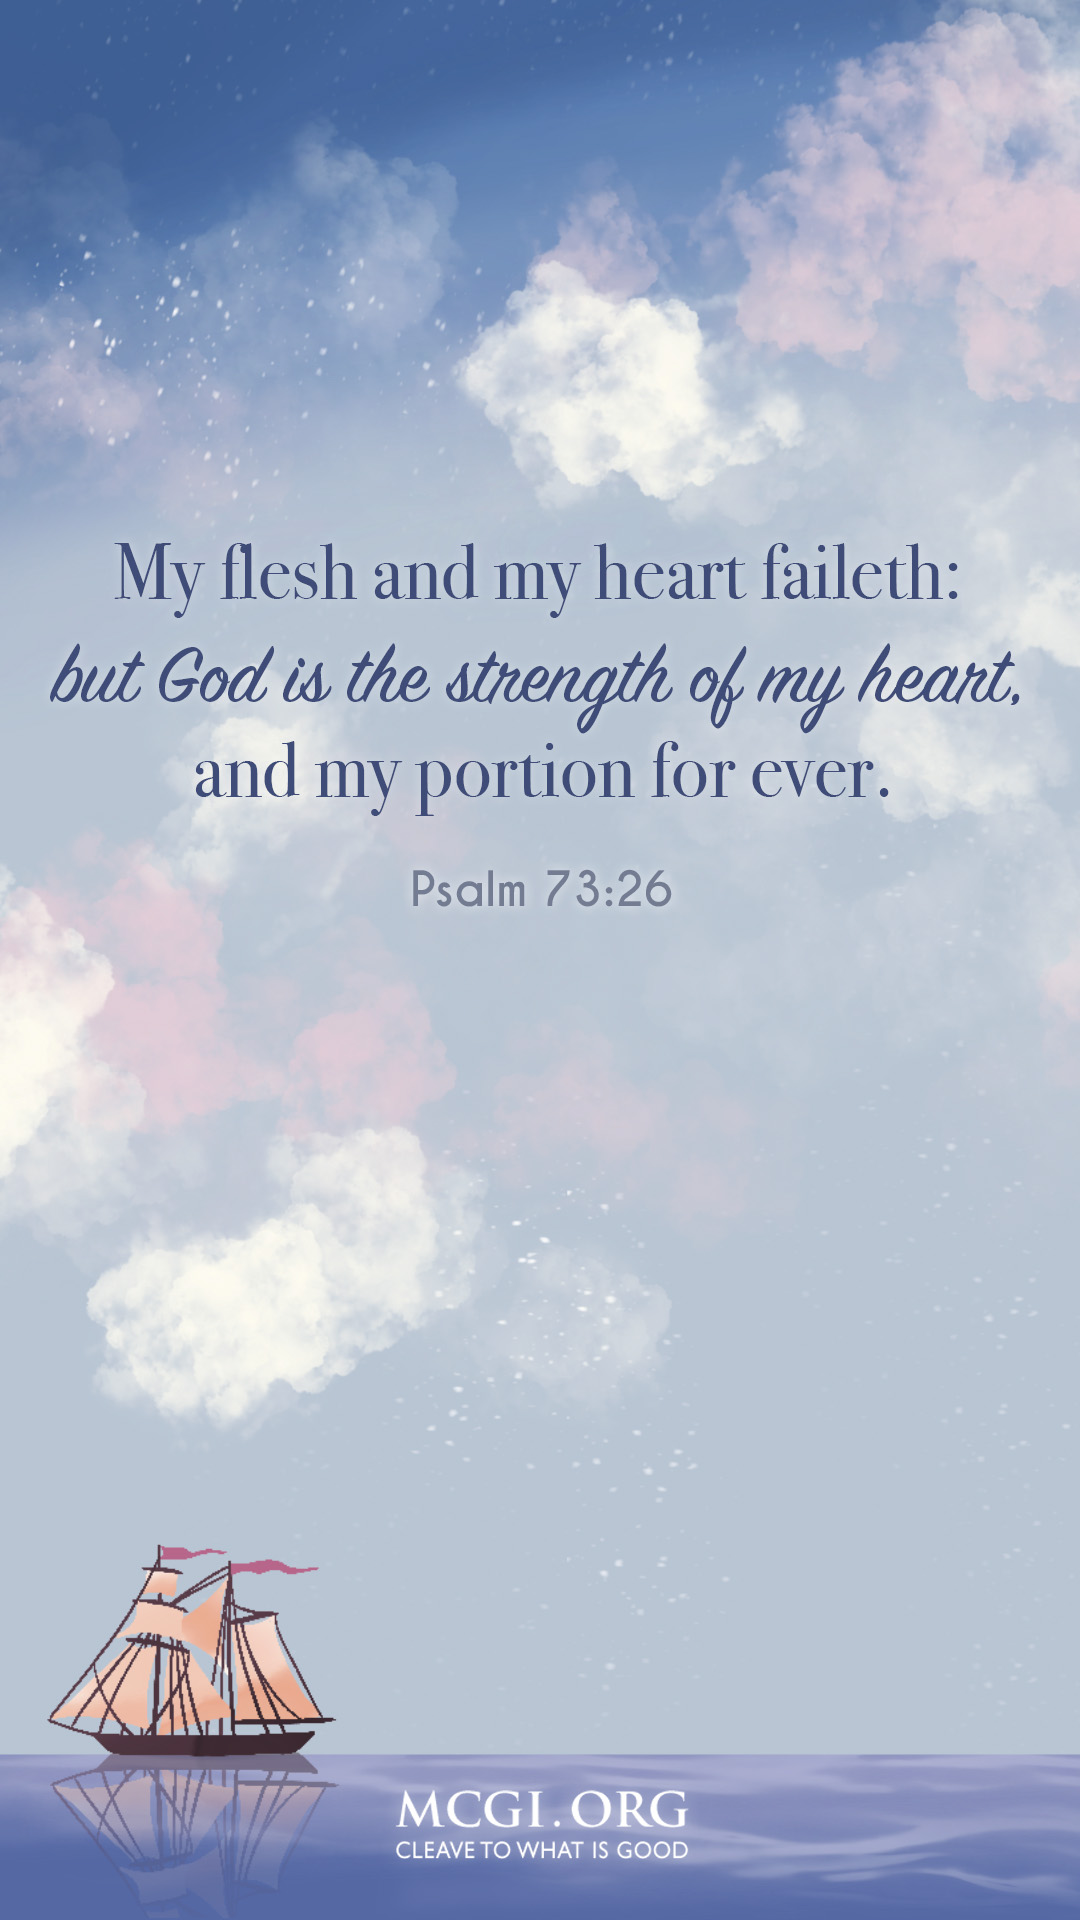 My flesh and my heart faileth:
but God is the strength of my heart,
and my portion for ever.
Psalm 73:26
MCGI.ORG
CLEAVE TO WHAT IS GOOD